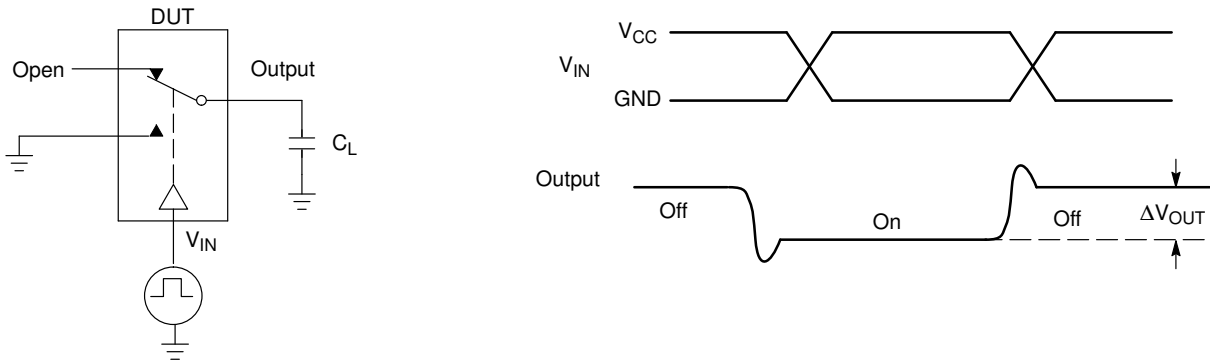 DUT
Open
Output
C_L
V_IN
V_CC
V_IN
GND
Output
Off
On
Off
ΔV_OUT